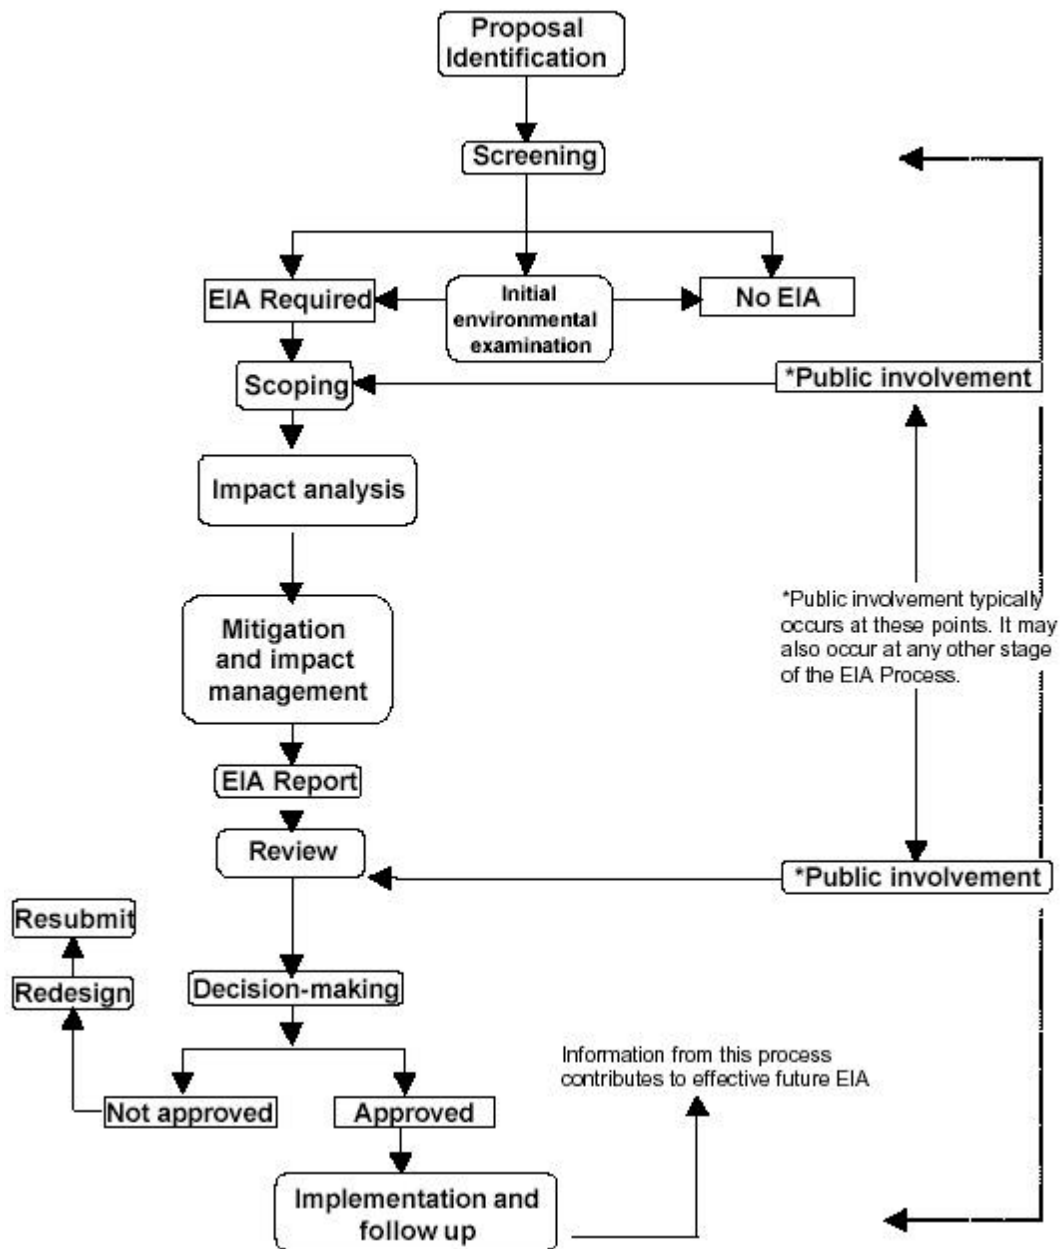 Proposal
Identification
Screening
EIA Required
Initial
environmental
examination
No EIA
Scoping
*Public involvement
Impact analysis
*Public involvement typically
occurs at these points. It may
also occur at any other stage
of the EIA Process.
Mitigation
and impact
management
EIA Report
Review
*Public involvement
Resubmit
Redesign
Decision-making
Information from this process
contributes to effective future EIA
Not approved
Approved
Implementation and
follow up